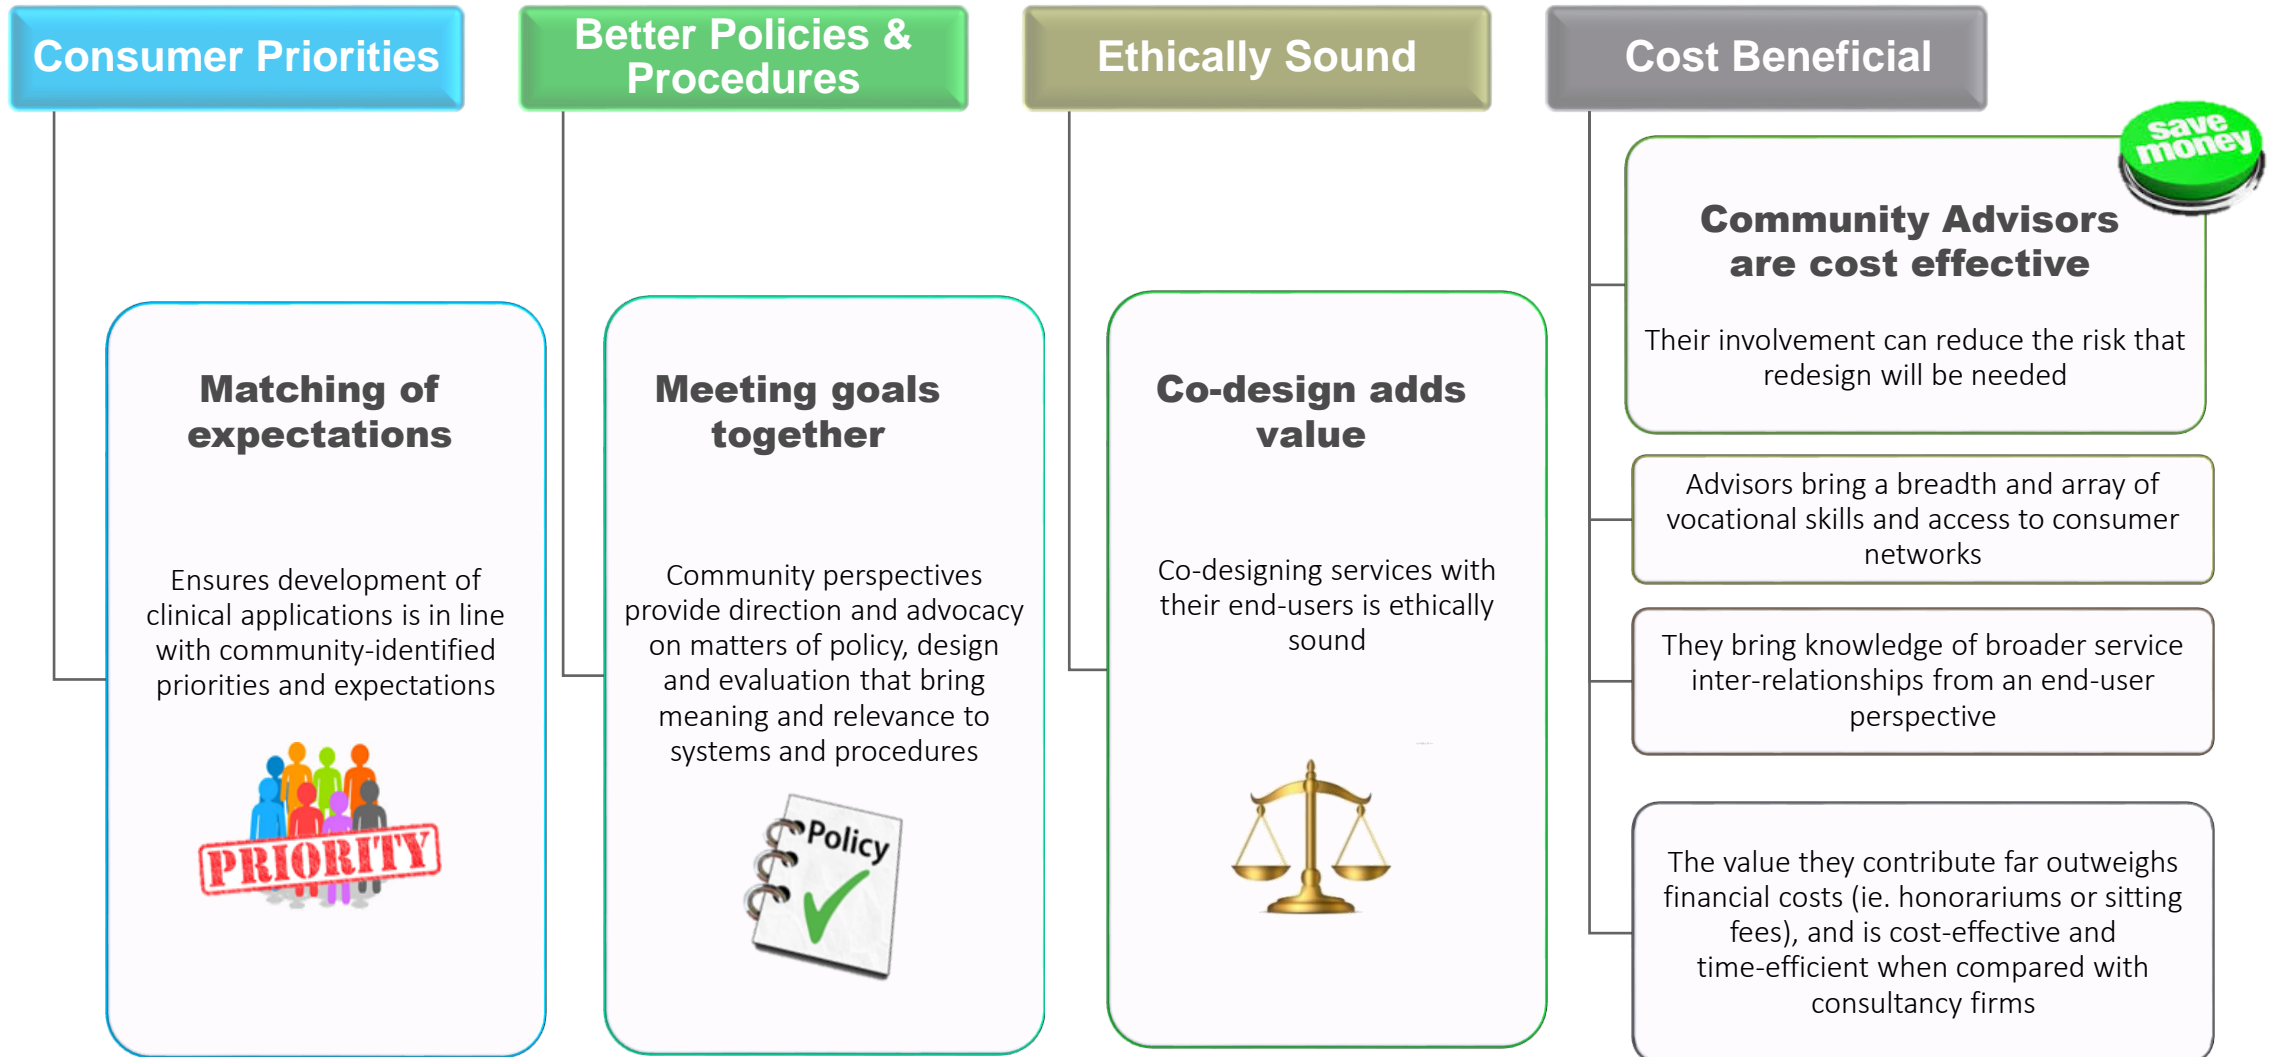 Consumer Priorities
Matching of
expectations
Ensures development of
clinical applications is in line
with community-identified
priorities and expectations
PRIORITY
Better Policies &
Procedures
Meeting goals
together
Community perspectives
provide direction and advocacy
on matters of policy, design
and evaluation that bring
meaning and relevance to
systems and procedures
Policy
Ethically Sound
Co-design adds
value
Co-designing services with
their end-users is ethically
sound
Cost Beneficial
save
money
Community Advisors
are cost effective
Their involvement can reduce the risk that
redesign will be needed
Advisors bring a breadth and array of
vocational skills and access to consumer
networks
They bring knowledge of broader service
inter-relationships from an end-user
perspective
The value they contribute far outweighs
financial costs (ie. honorariums or sitting
fees), and is cost-effective and
time-efficient when compared with
consultancy firms